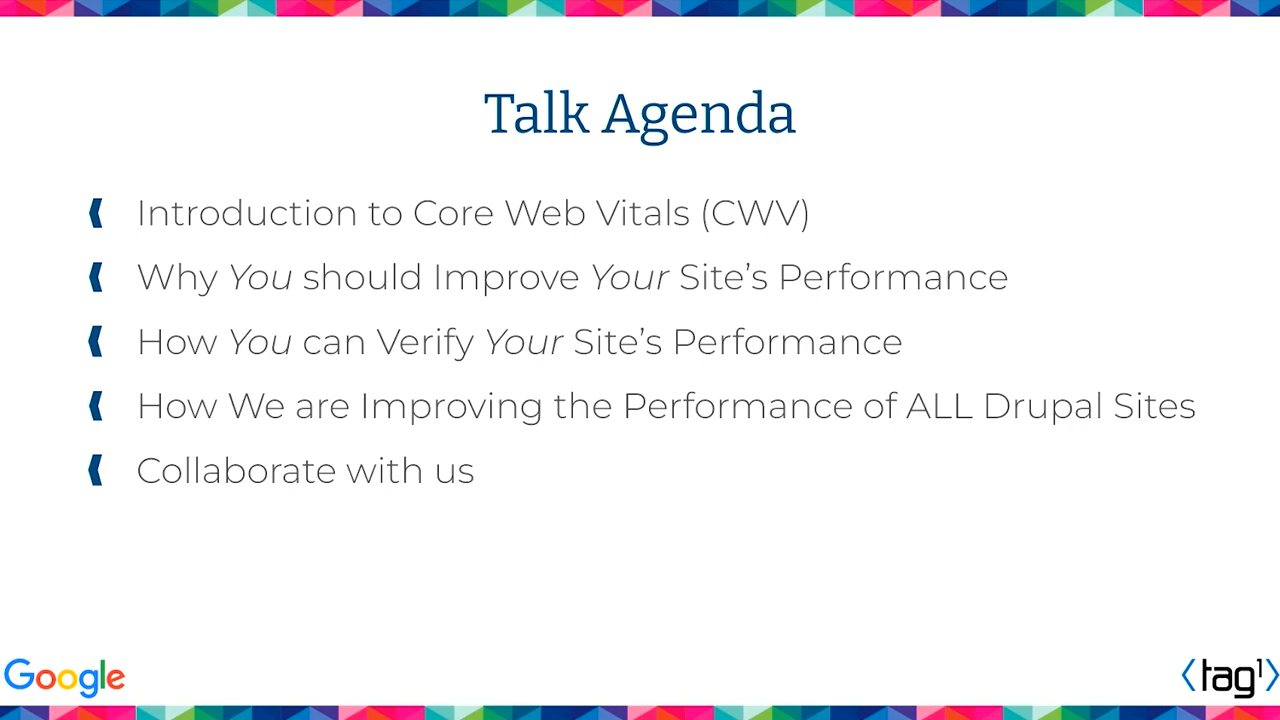 Talk Agenda
Introduction to Core Web Vitals (CWV)
Why You should Improve Your Site’s Performance
How You can Verify Your Site’s Performance
How We are Improving the Performance of ALL Drupal Sites
Collaborate with us
Google
<tag1>